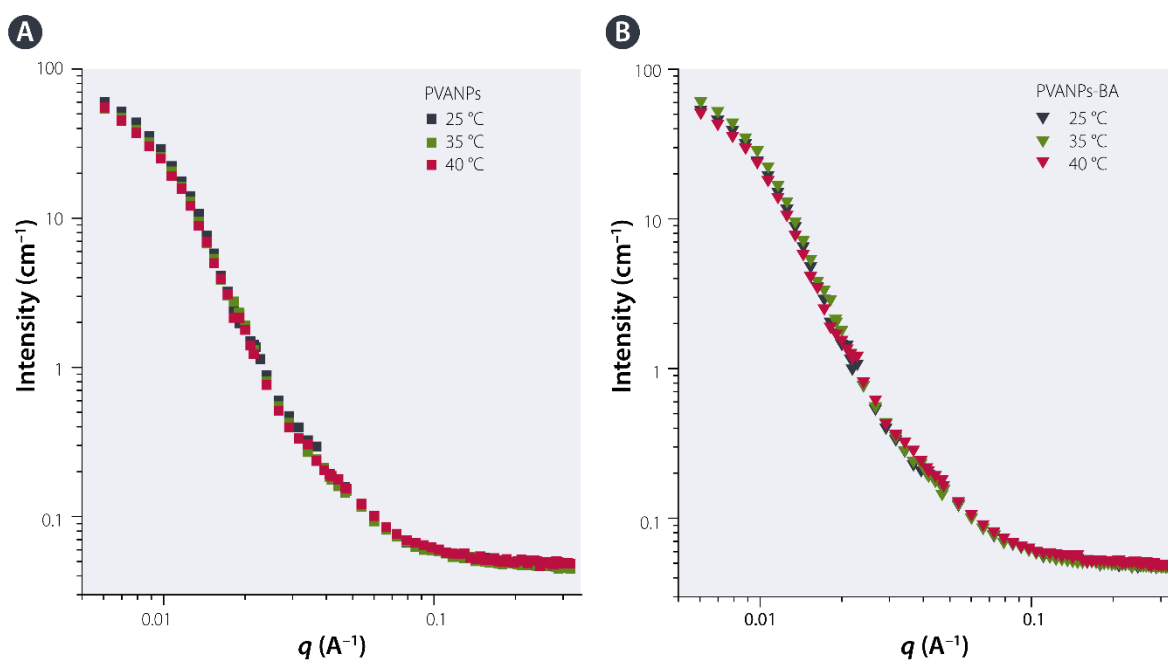 A
100
10
1
0.1
Intensity (cm⁻¹)
PVANPs
25 °C
35 °C
40 °C
0.01
0.1
q (A⁻¹)
B
100
10
1
0.1
Intensity (cm⁻¹)
PVANPs-BA
25 °C
35 °C
40 °C
0.01
0.1
q (A⁻¹)